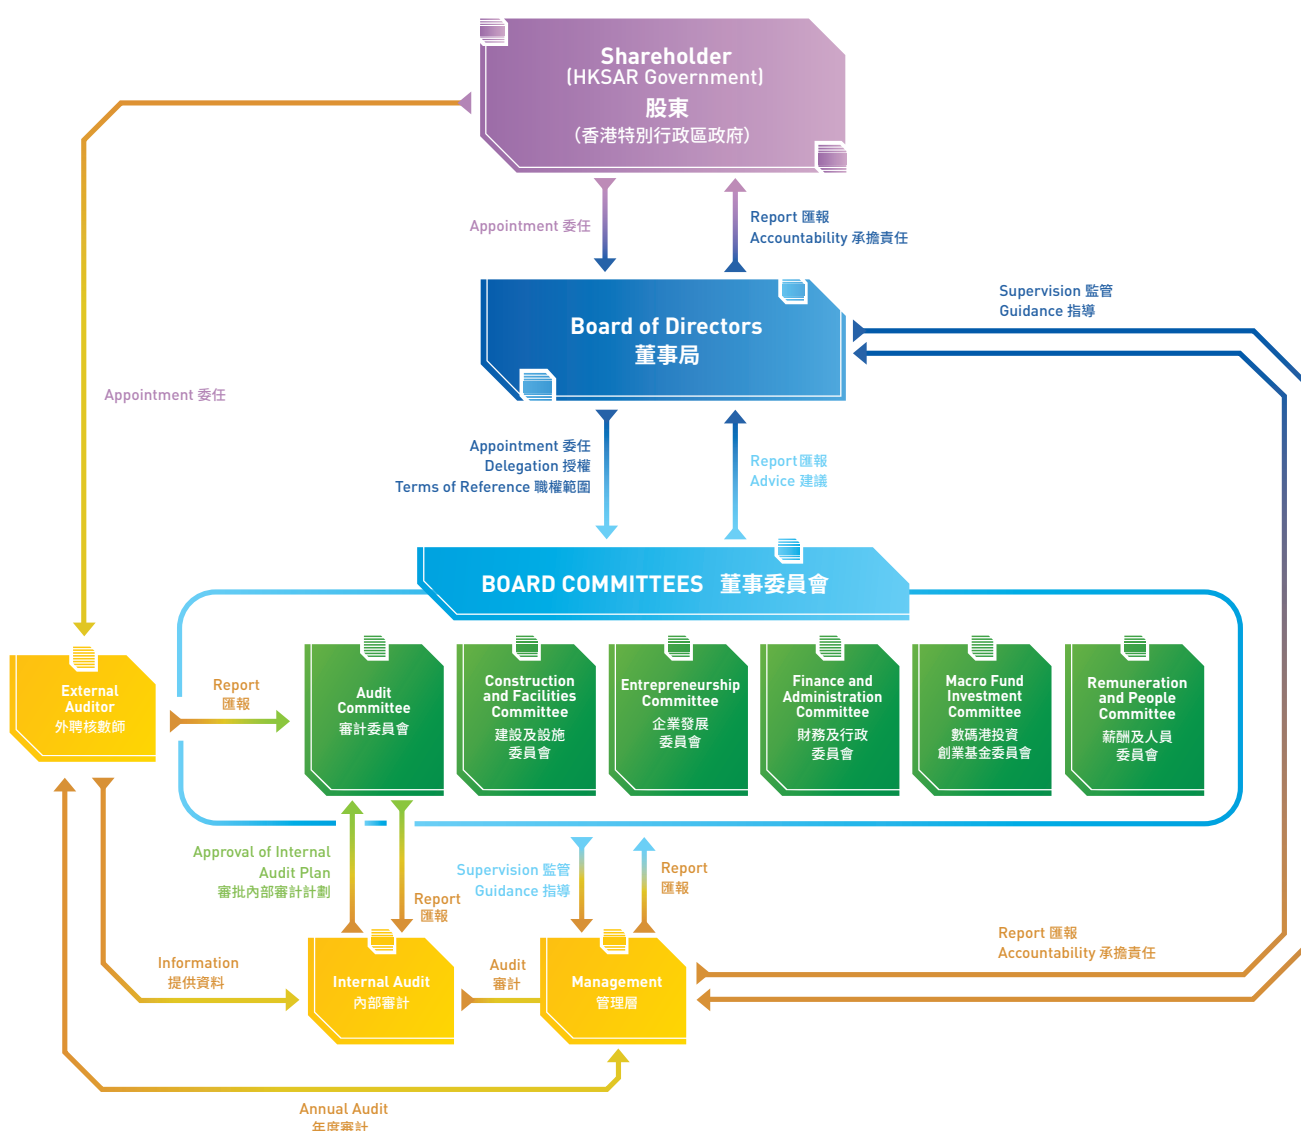 Shareholder
(HKSAR Government)
股東
（香港特別行政區政府）
Appointment 委任
Report 匯報
Accountability 承擔責任
Supervision 監管
Guidance 指導
Board of Directors
董事局
Appointment 委任
Appointment 委任
Delegation 授權
Terms of Reference 職權範圍
Report 匯報
Advice 建議
BOARD COMMITTEES 董事委員會
External
Auditor
外聘核數師
Report
匯報
Audit
Committee
審計委員會
Construction
and Facilities
Committee
建設及設施
委員會
Entrepreneurship
Committee
企業發展
委員會
Finance and
Administration
Committee
財務及行政
委員會
Macro Fund
Investment
Committee
數碼港投資
創業基金委員會
Remuneration
and People
Committee
薪酬及人員
委員會
Approval of Internal
Audit Plan
審批內部審計計劃
Report
匯報
Supervision 監管
Guidance 指導
Report
匯報
Report 匯報
Accountability 承擔責任
Information
提供資料
Internal Audit
內部審計
Audit
審計
Management
管理層
Annual Audit
年度審計